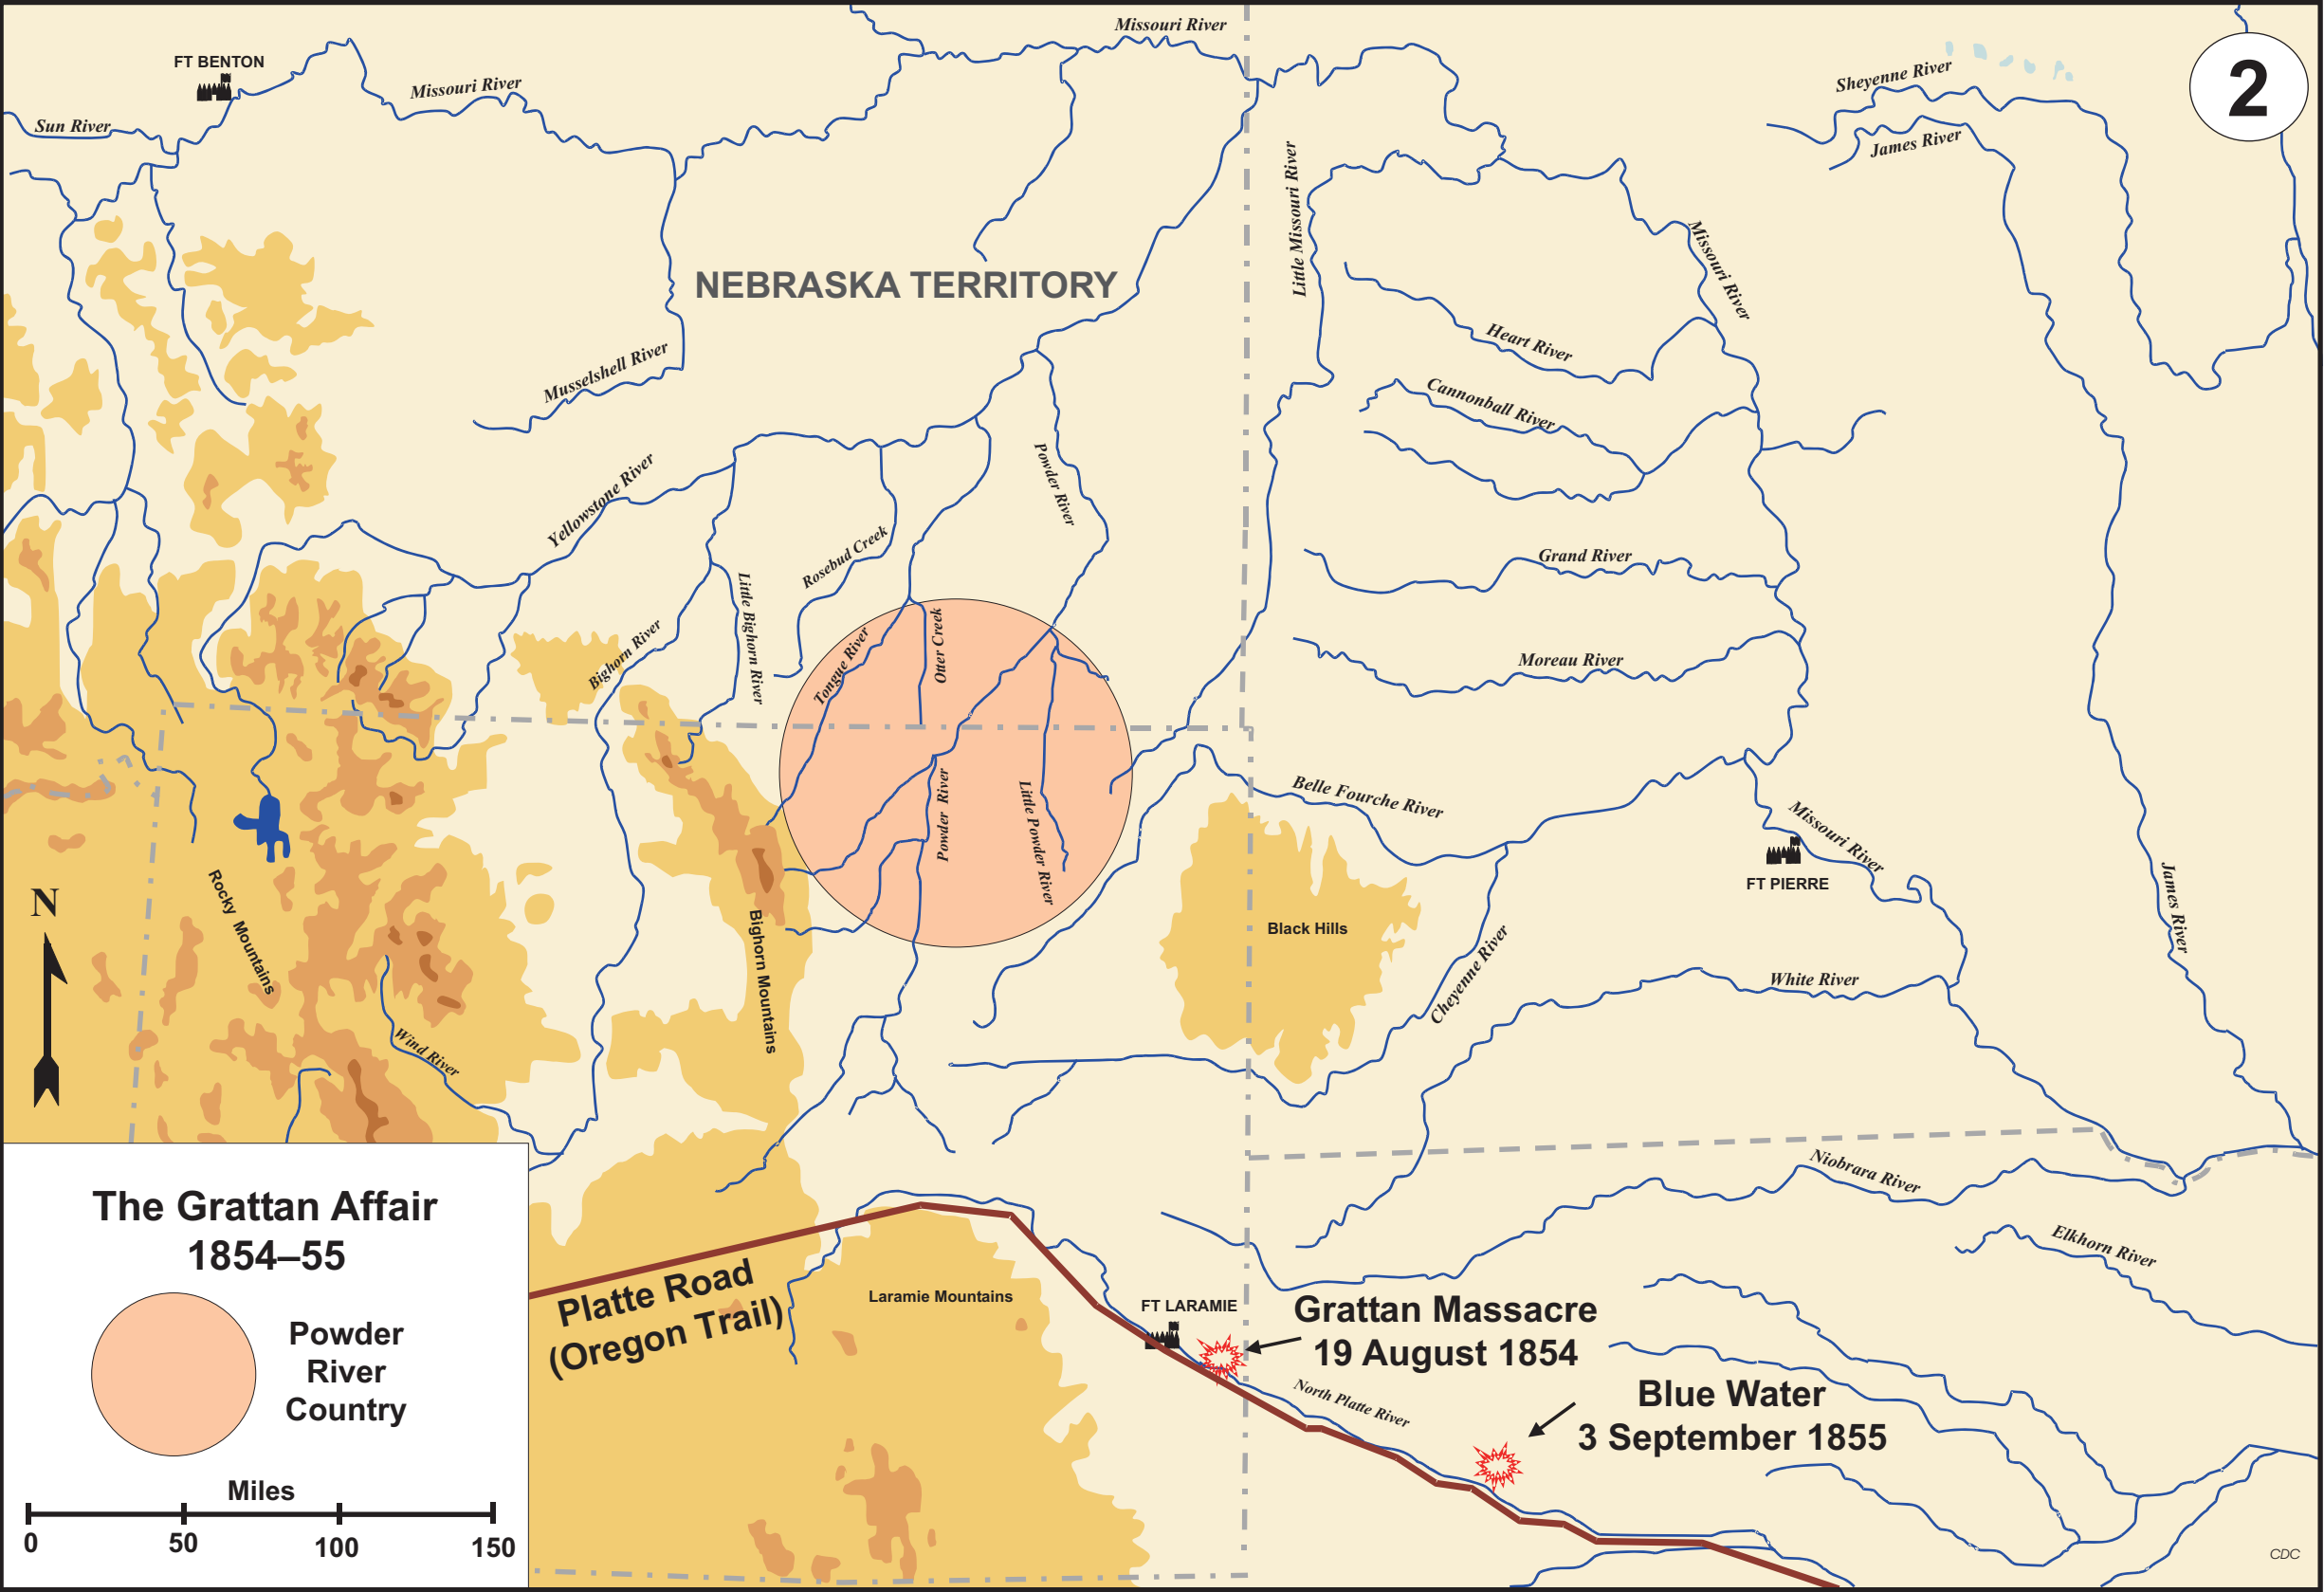 Missouri River
FT BENTON
Missouri River
Sun River
Sheyenne River
James River
2
Little Missouri River
Missouri River
NEBRASKA TERRITORY
Heart River
Musselshell River
Cannonball River
Powder River
Yellowstone River
Rosebud Creek
Grand River
Little Bighorn River
Bighorn River
Tongue River
Otter Creek
Moreau River
Belle Fourche River
Powder River
Little Powder River
Missouri River
FT PIERRE
James River
N
Rocky Mountains
Bighorn Mountains
Black Hills
Cheyenne River
White River
Wind River
Niobrara River
Elkhorn River
Platte Road
(Oregon Trail)
Laramie Mountains
FT LARAMIE
Grattan Massacre
19 August 1854
North Platte River
Blue Water
3 September 1855
The Grattan Affair
1854–55
Powder
River
Country
Miles
0 50 100 150
CDC